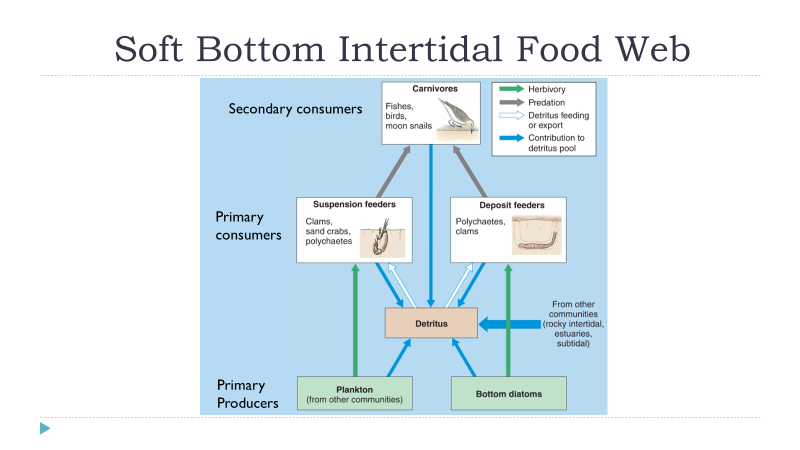 Soft Bottom Intertidal Food Web
Secondary consumers
Carnivores
Fishes,
birds,
moon snails
Herbivory
Predation
Detritus feeding
or export
Contribution to
detritus pool
Primary
consumers
Suspension feeders
Clams,
sand crabs,
polychaetes
Deposit feeders
Polychaetes,
clams
Detritus
From other
communities
(rocky intertidal,
estuaries,
subtidal)
Primary
Producers
Plankton
(from other communities)
Bottom diatoms